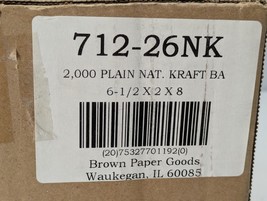 712-26NK
2,000 PLAIN NAT. KRAFT BA
6-1/2 X 2 X 8
(20)75327701192(0)
Brown Paper Goods
Waukegan, IL 60085